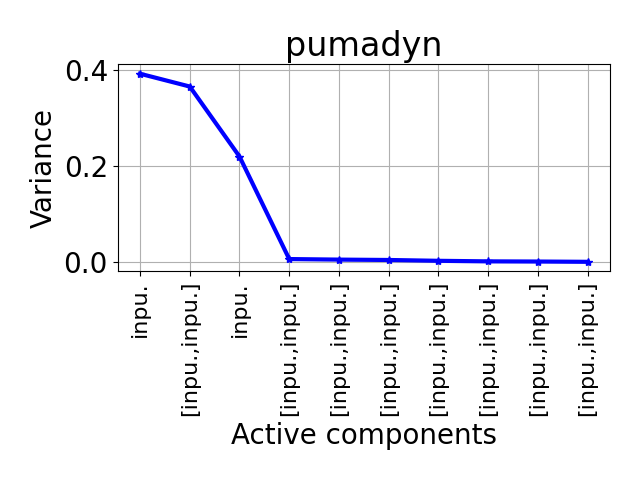 pumadyn
0.4
0.2
0.0
Variance
inpu.
[inpu.,inpu.]
inpu.
[inpu.,inpu.]
[inpu.,inpu.]
[inpu.,inpu.]
[inpu.,inpu.]
[inpu.,inpu.]
[inpu.,inpu.]
[inpu.,inpu.]
Active components